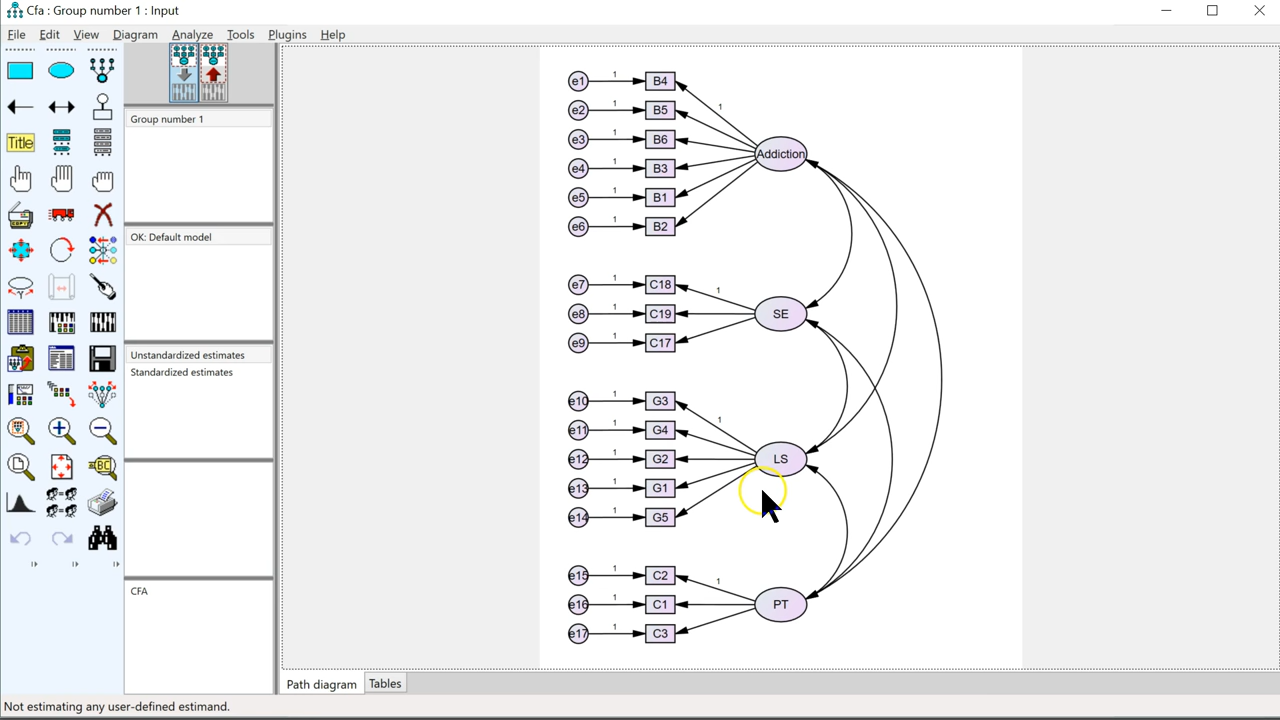 Cfa : Group number 1 : Input
File Edit View Diagram Analyze Tools Plugins Help
Title
Group number 1
OK: Default model
Unstandardized estimates
Standardized estimates
CFA
e1 1 B4
e2 1 B5
e3 1 B6
e4 1 B3
e5 1 B1
e6 1 B2
1
Addiction
e7 1 C18
e8 1 C19
e9 1 C17
1
SE
e10 1 G3
e11 1 G4
e12 1 G2
e13 1 G1
e14 1 G5
1
LS
e15 1 C2
e16 1 C1
e17 1 C3
1
PT
Path diagram Tables
Not estimating any user-defined estimand.